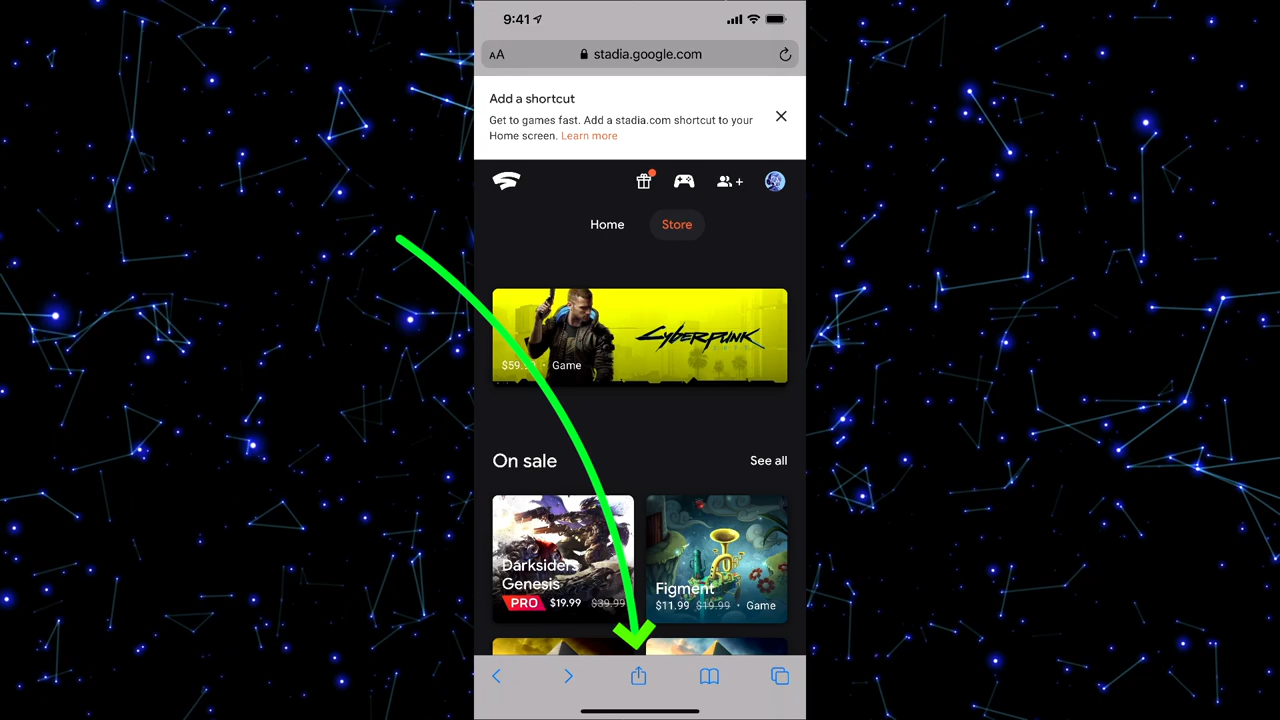 9:41
AA
stadia.google.com
Add a shortcut
Get to games fast. Add a stadia.com shortcut to your
Home screen. Learn more
Home
Store
CYBERPUNK
Game
On sale
See all
Darksiders
Genesis
PRO $19.99 $39.99
Figment
$11.99 $19.99 • Game